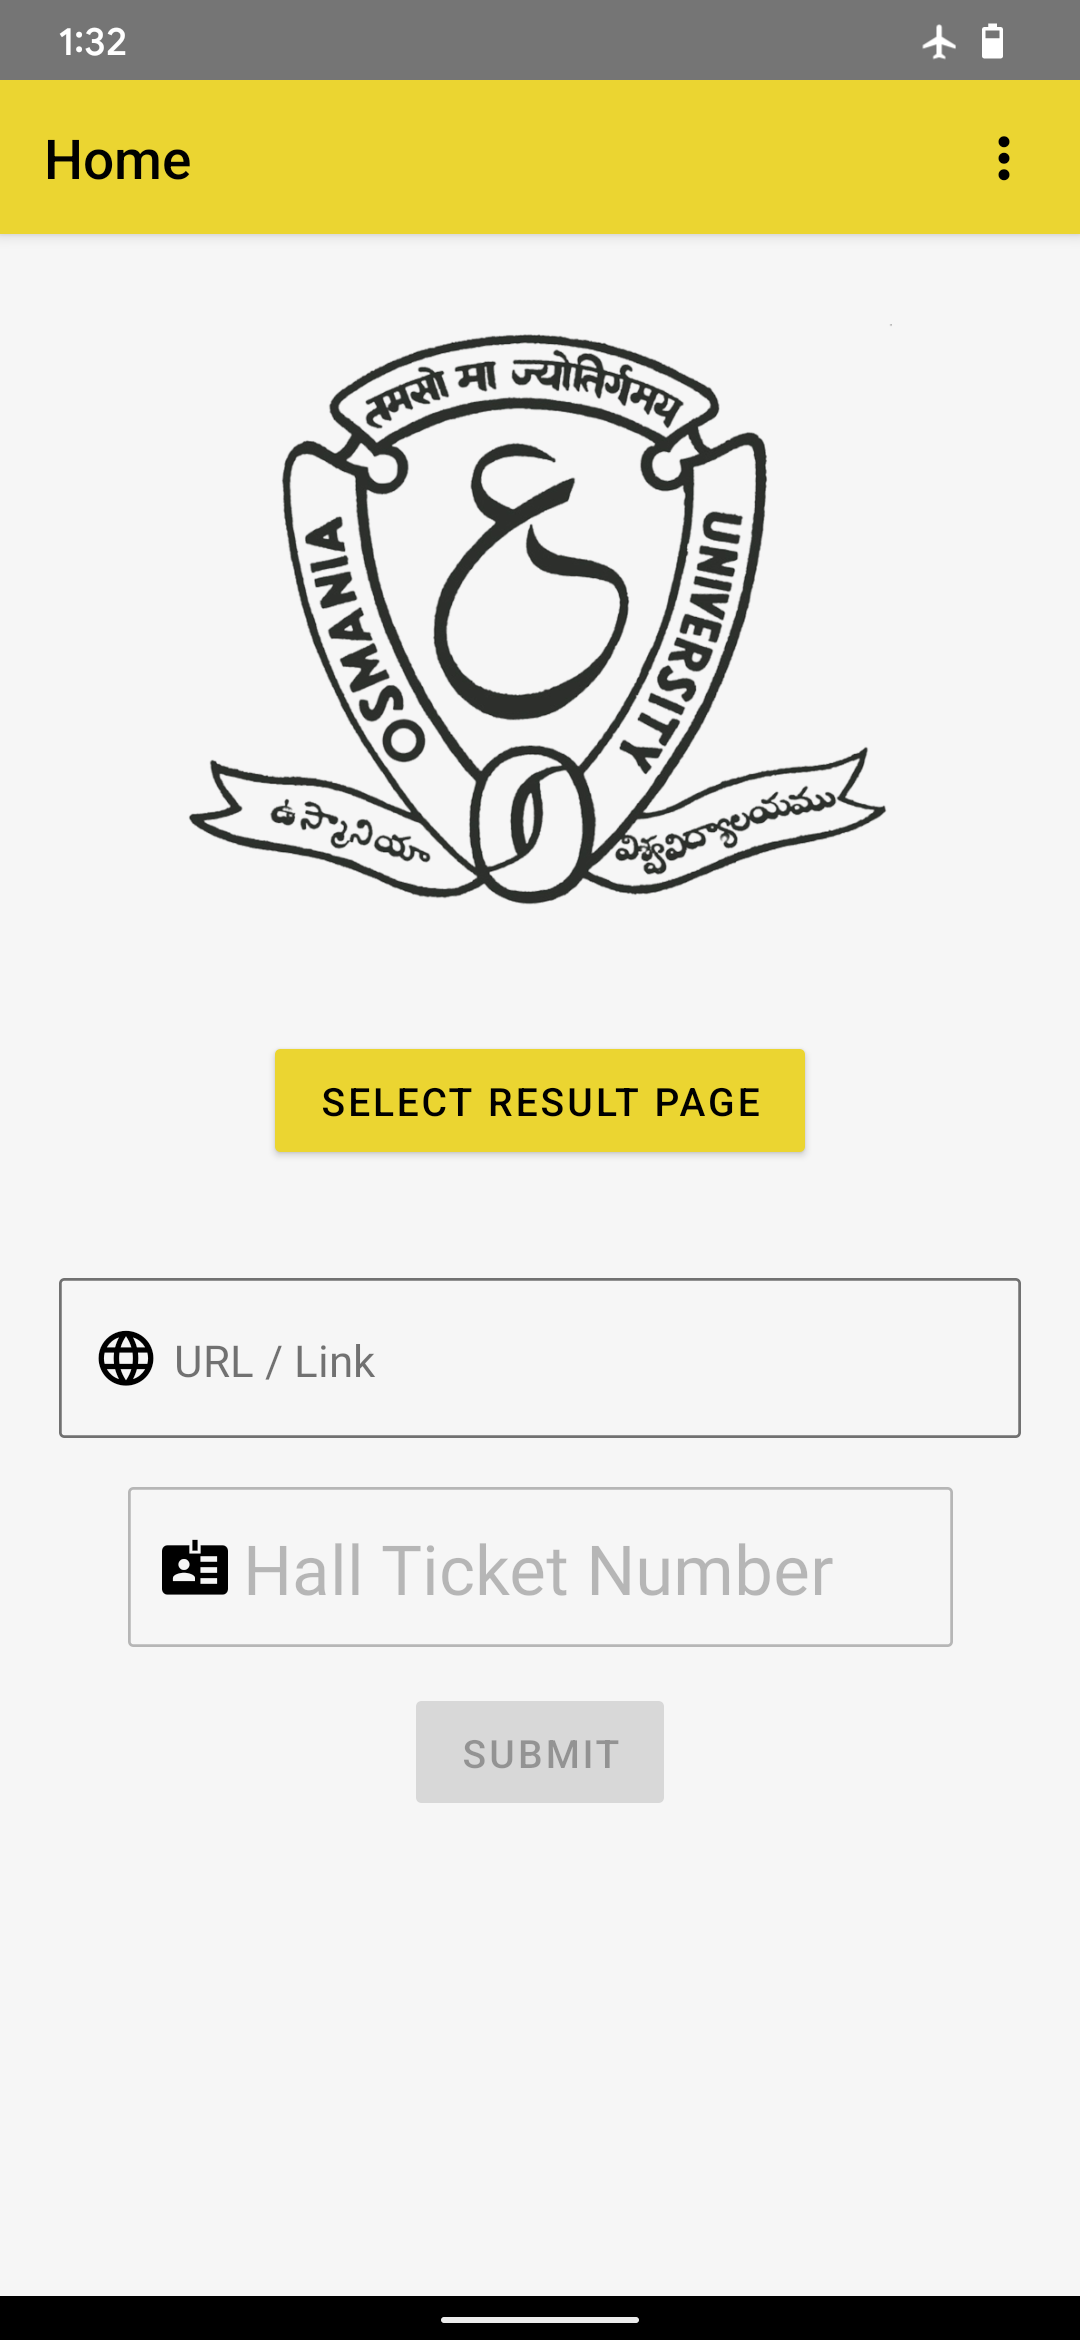 1:32
Home
तमसो मा ज्योतिर्गमय
ع
OSMANIA
UNIVERSITY
ఉస్మానియా
విశ్వవిద్యాలయము
SELECT RESULT PAGE
URL / Link
Hall Ticket Number
SUBMIT